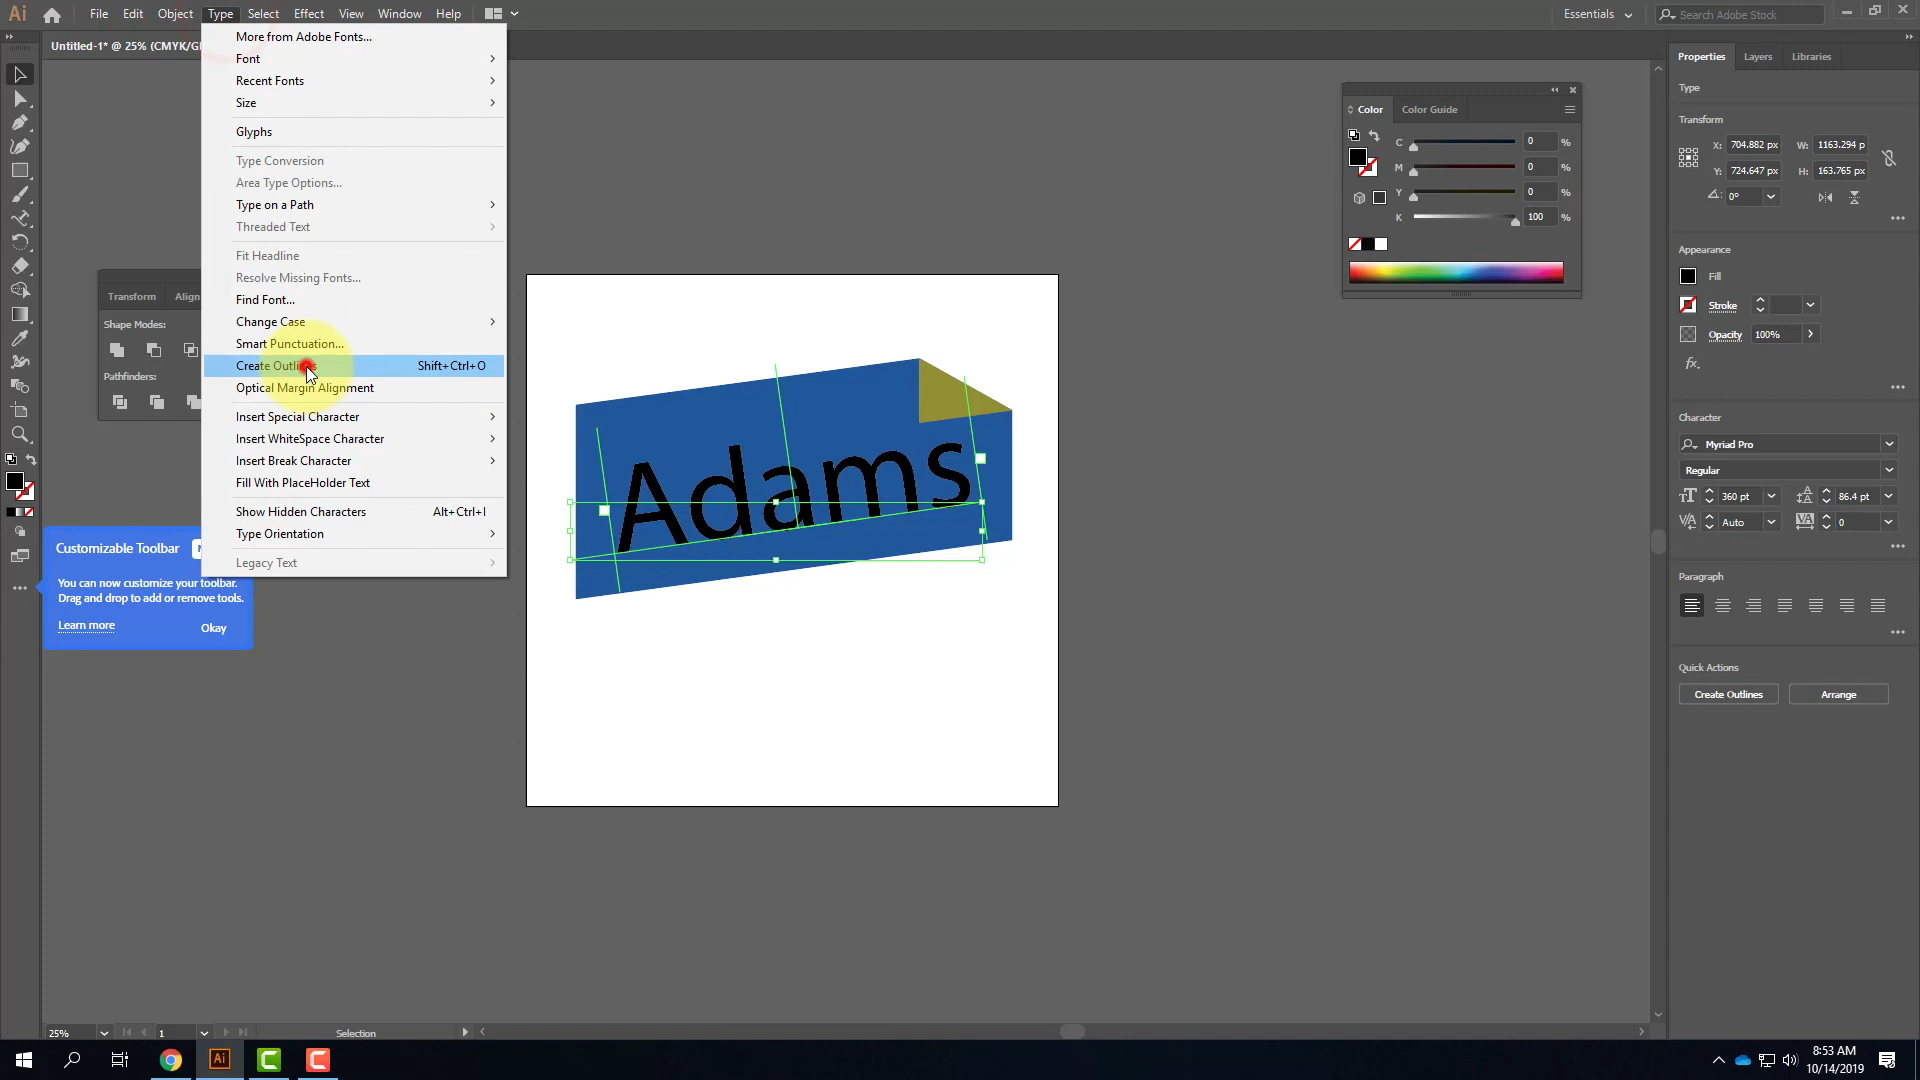 Ai File Edit Object Type Select Effect View Window Help Essentials Search Adobe Stock
Untitled-1* @ 25% (CMYK/G
More from Adobe Fonts...
Font
Recent Fonts
Size
Glyphs
Type Conversion
Area Type Options...
Type on a Path
Threaded Text
Fit Headline
Resolve Missing Fonts...
Find Font...
Change Case
Smart Punctuation...
Create Outlines Shift+Ctrl+O
Optical Margin Alignment
Insert Special Character
Insert WhiteSpace Character
Insert Break Character
Fill With PlaceHolder Text
Show Hidden Characters Alt+Ctrl+I
Type Orientation
Legacy Text
Transform Align
Shape Modes:
Pathfinders:
Customizable Toolbar
You can now customize your toolbar.
Drag and drop to add or remove tools.
Learn more Okay
Adams
Color Color Guide
C 0 %
M 0 %
Y 0 %
K 100 %
Properties Layers Libraries
Type
Transform
X: 704.882 px W: 1163.294 p
Y: 724.647 px H: 163.765 px
0°
Appearance
Fill
Stroke
Opacity 100%
fx.
Character
Myriad Pro
Regular
360 pt 86.4 pt
Auto 0
Paragraph
Quick Actions
Create Outlines Arrange
25% 1 Selection
Ai
8:53 AM
10/14/2019